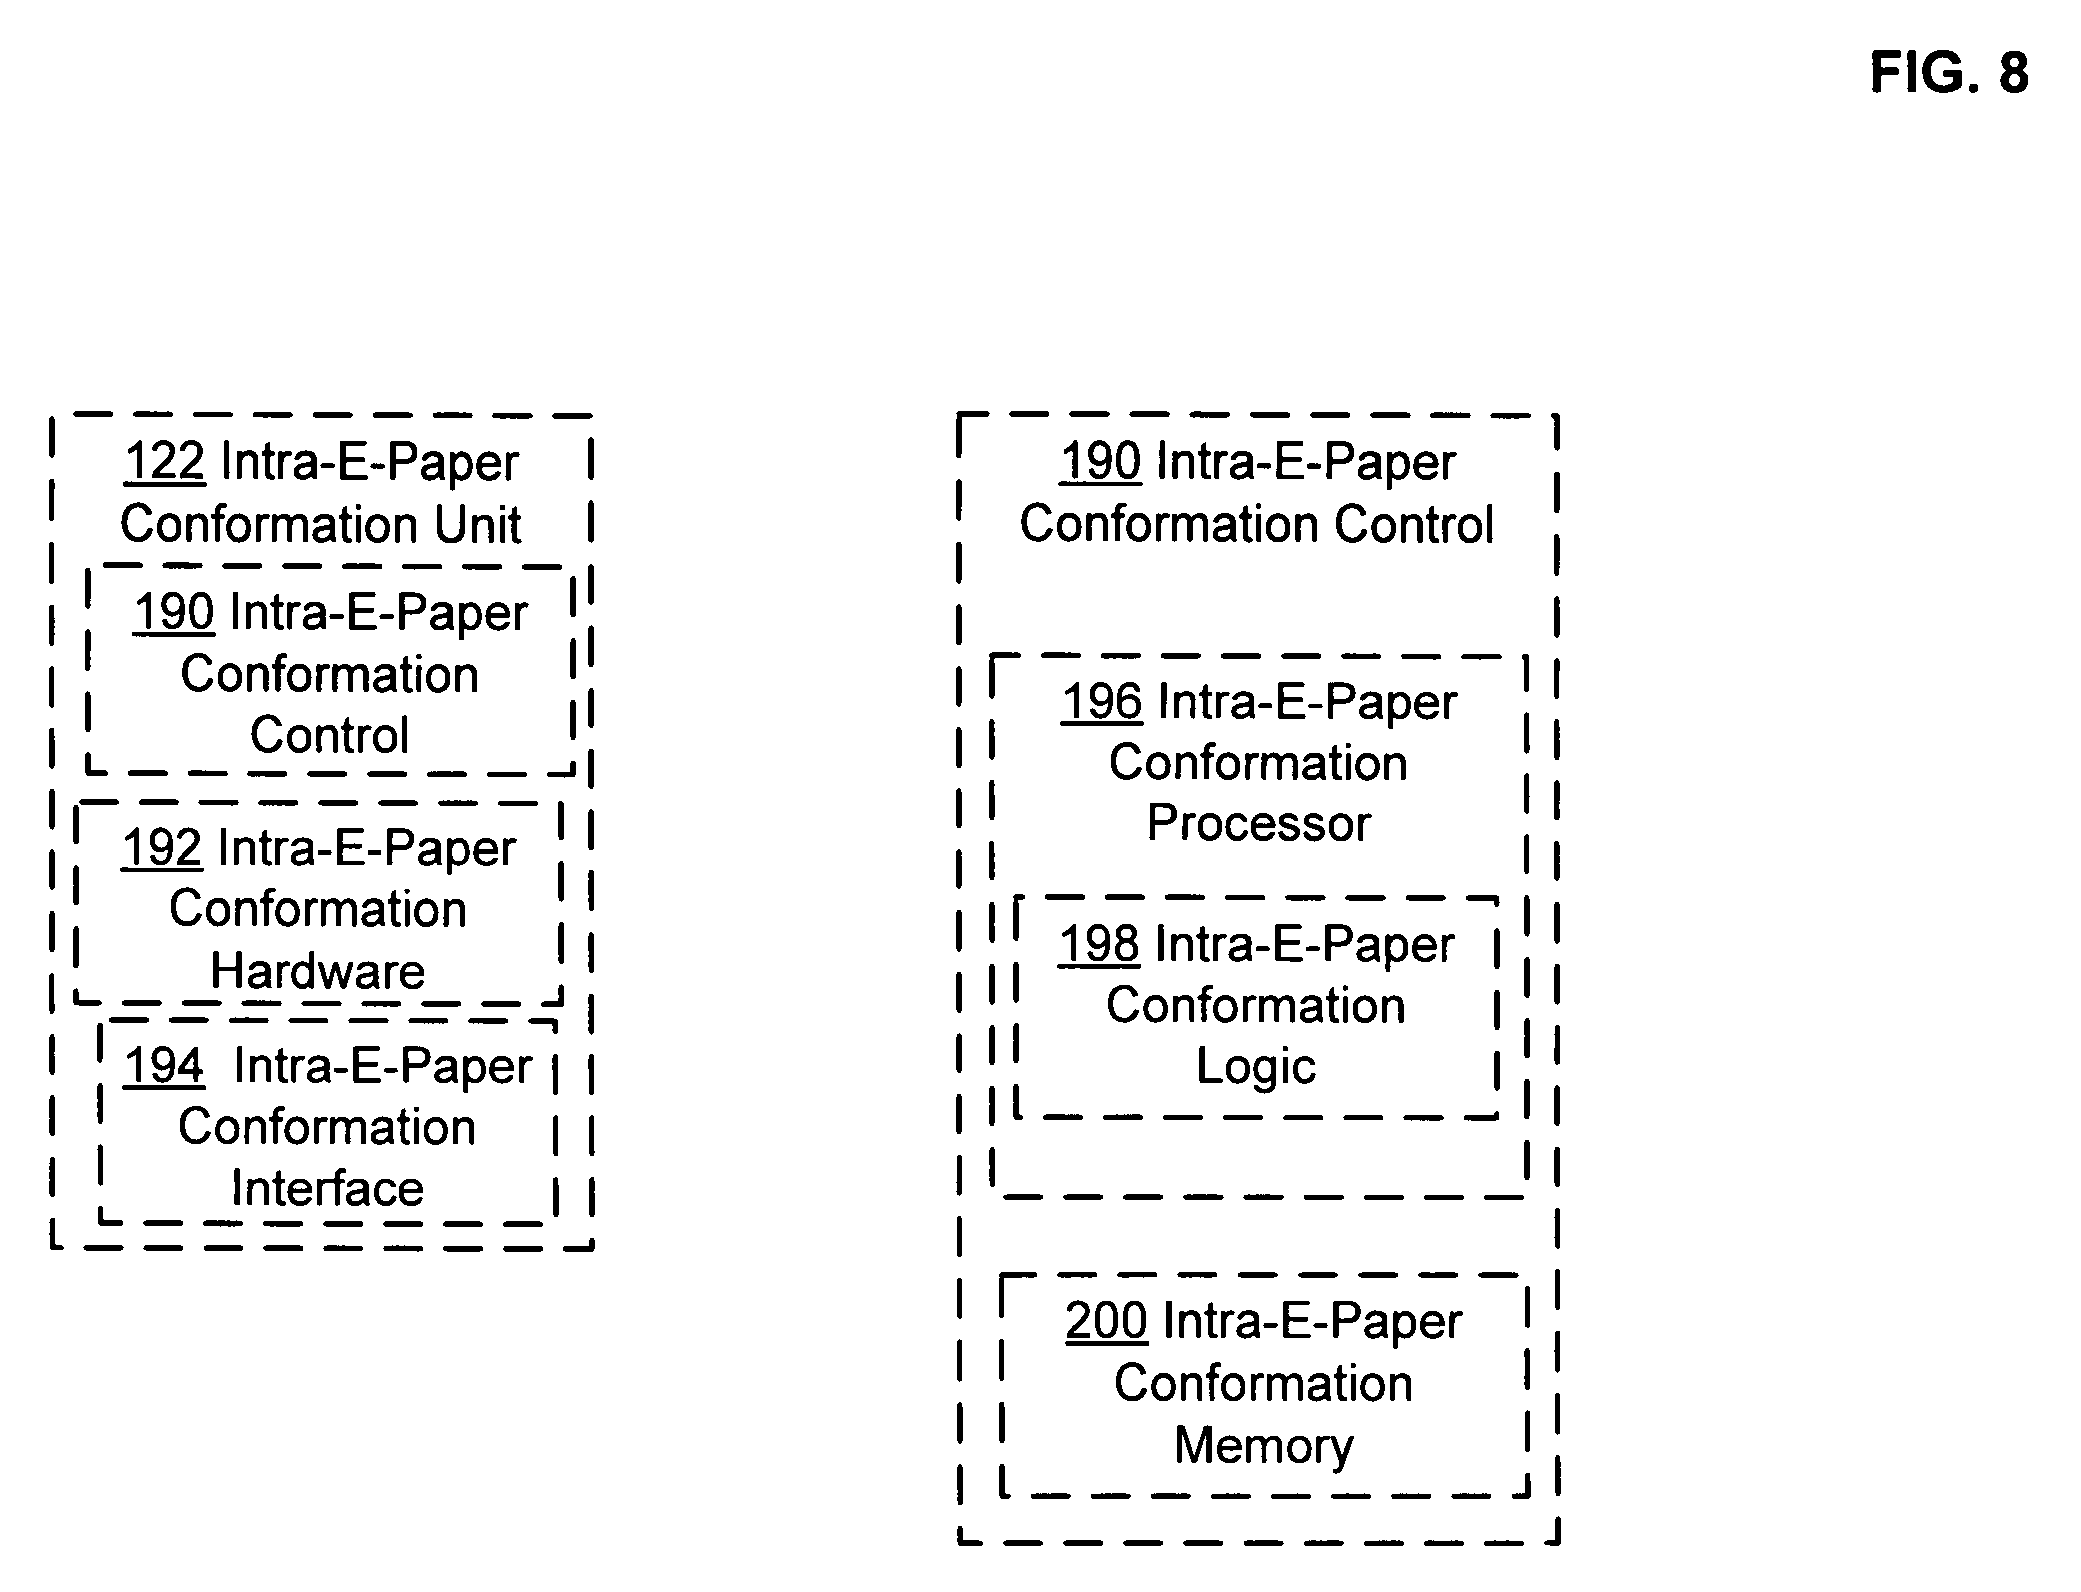 FIG. 8
122 Intra-E-Paper
Conformation Unit
190 Intra-E-Paper
Conformation
Control
192 Intra-E-Paper
Conformation
Hardware
194 Intra-E-Paper
Conformation
Interface
190 Intra-E-Paper
Conformation Control
196 Intra-E-Paper
Conformation
Processor
198 Intra-E-Paper
Conformation
Logic
200 Intra-E-Paper
Conformation
Memory